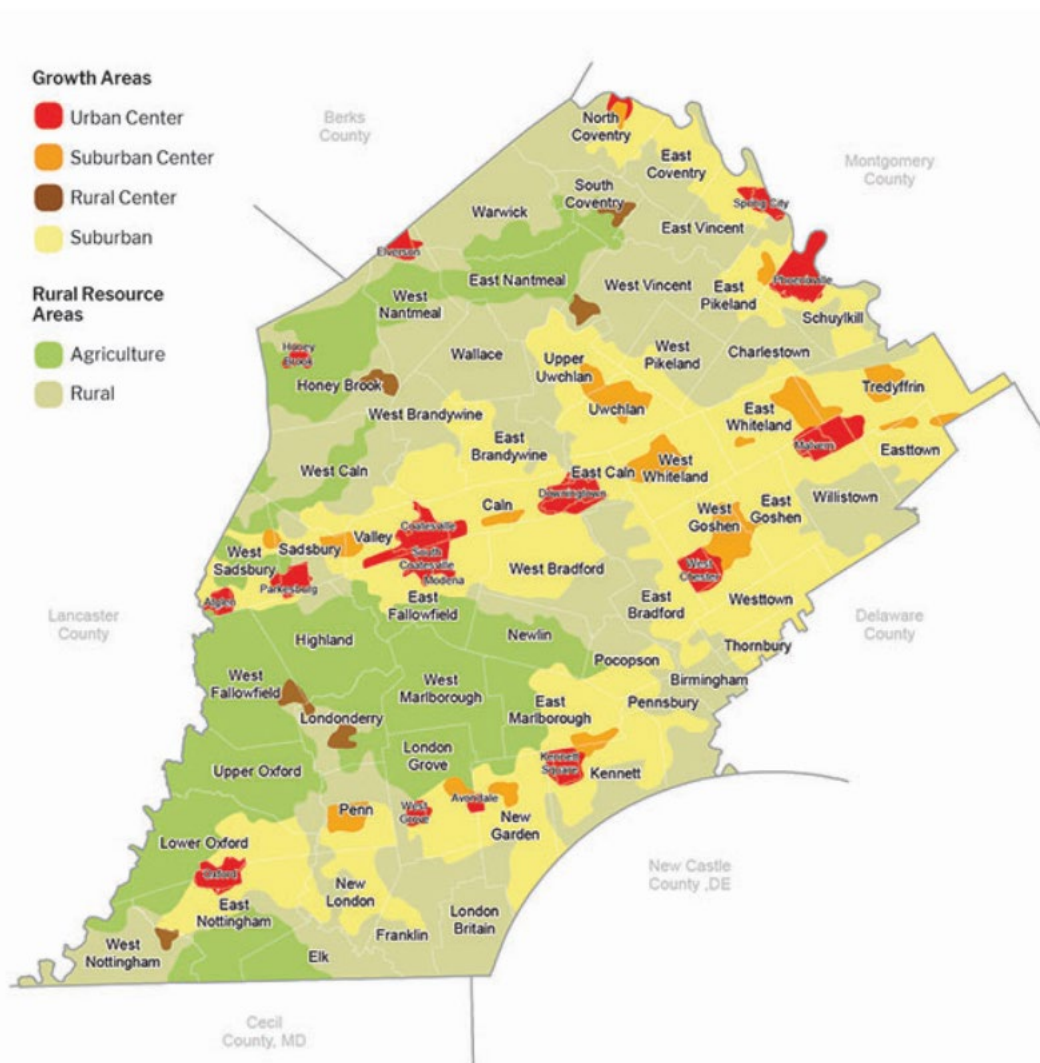 Growth Areas
Urban Center
Suburban Center
Rural Center
Suburban
Rural Resource
Areas
Agriculture
Rural
Berks
County
Montgomery
County
North
Coventry
East
Coventry
South
Coventry
Spring City
Warwick
East Vincent
Elverson
East Nantmeal
West Vincent
East
Pikeland
Phoenixville
West
Nantmeal
Schuylkill
Honey
Brook
Wallace
West
Pikeland
Charlestown
Upper
Uwchlan
Honey Brook
Tredyffrin
Uwchlan
West Brandywine
East
Whiteland
Malvern
Easttown
East
Brandywine
West Caln
East Caln
West
Whiteland
Downingtown
Willistown
Caln
West
Goshen
East
Goshen
Coatesville
Valley
Sadsbury
West
Sadsbury
South
Coatesville
Modena
West Bradford
West
Chester
Parkesburg
Atglen
East
Fallowfield
East
Bradford
Westtown
Lancaster
County
Delaware
County
Highland
Newlin
Thornbury
Pocopson
Birmingham
West
Fallowfield
West
Marlborough
East
Marlborough
Pennsbury
Londonderry
London
Grove
Kennett
Square
Kennett
Upper Oxford
Penn
West
Grove
Avondale
New
Garden
Lower Oxford
Oxford
New Castle
County ,DE
New
London
East
Nottingham
London
Britain
Franklin
West
Nottingham
Elk
Cecil
County, MD